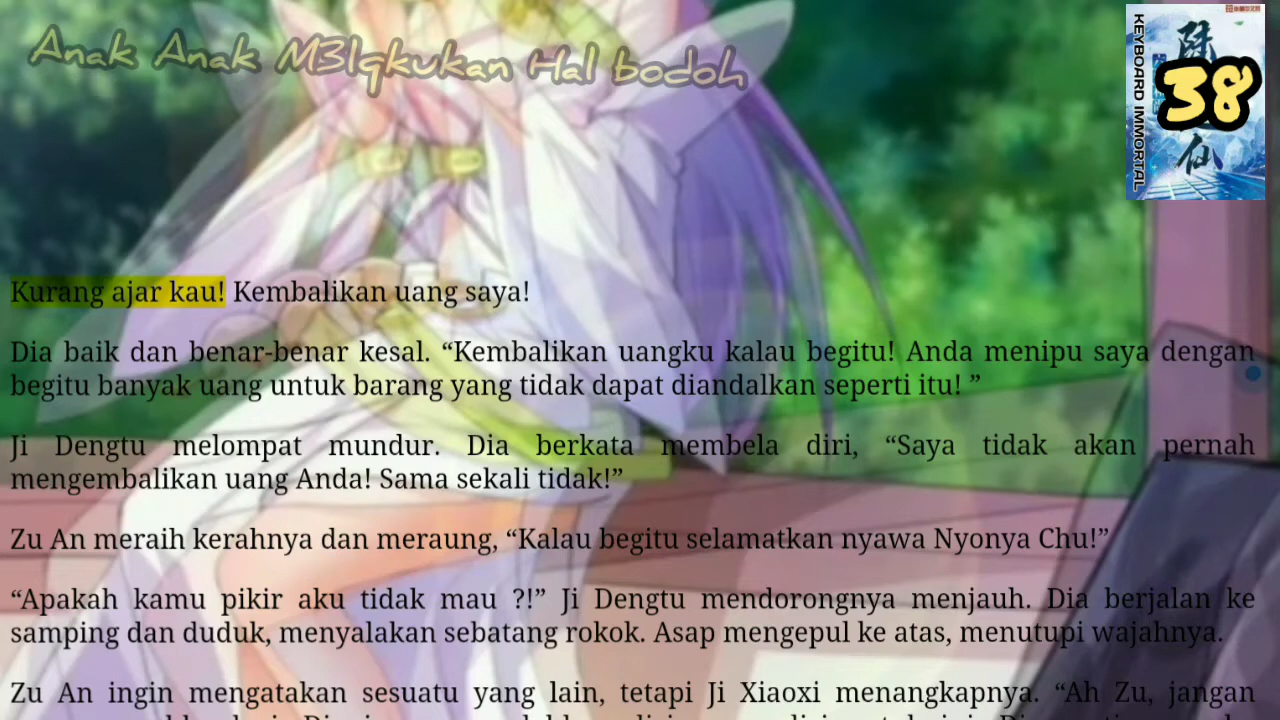 Anak Anak M3lqkukan Hal bodoh
KEYBOARD IMMORTAL
38
仙
Kurang ajar kau! Kembalikan uang saya!
Dia baik dan benar-benar kesal. “Kembalikan uangku kalau begitu! Anda menipu saya dengan
begitu banyak uang untuk barang yang tidak dapat diandalkan seperti itu! ”
Ji Dengtu melompat mundur. Dia berkata membela diri, “Saya tidak akan pernah
mengembalikan uang Anda! Sama sekali tidak!”
Zu An meraih kerahnya dan meraung, “Kalau begitu selamatkan nyawa Nyonya Chu!”
“Apakah kamu pikir aku tidak mau ?!” Ji Dengtu mendorongnya menjauh. Dia berjalan ke
samping dan duduk, menyalakan sebatang rokok. Asap mengepul ke atas, menutupi wajahnya.
Zu An ingin mengatakan sesuatu yang lain, tetapi Ji Xiaoxi menangkapnya. “Ah Zu, jangan